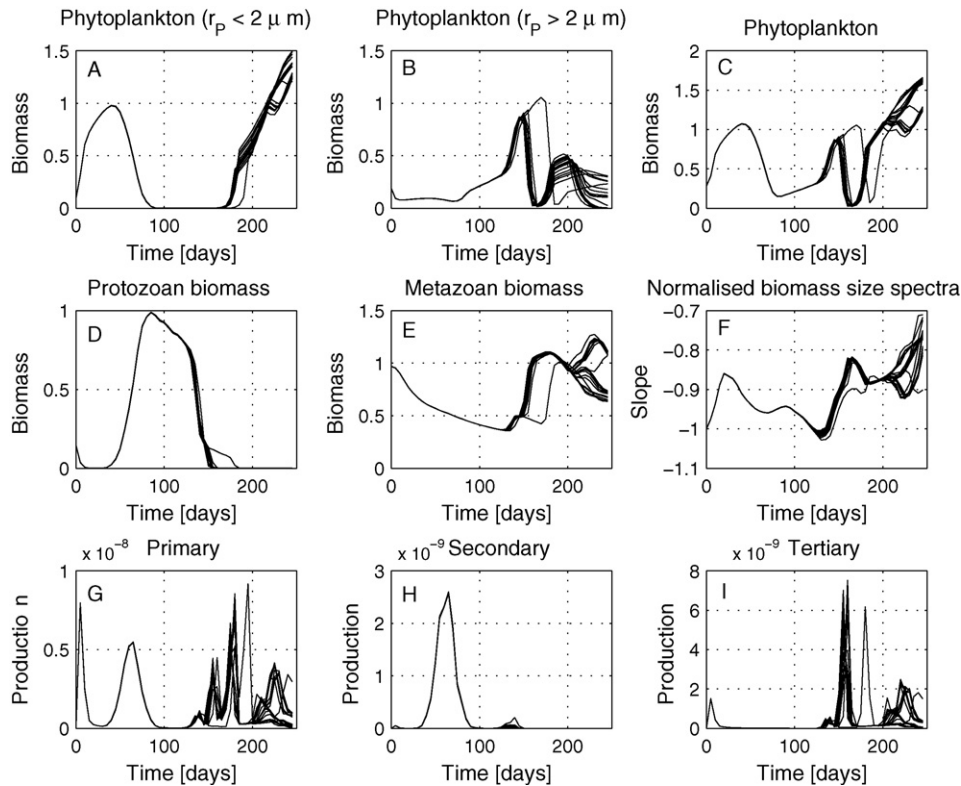 Phytoplankton (r_P < 2 μ m)
A
1.5
1
0.5
0
Biomass
0 100 200
Time [days]
Phytoplankton (r_P > 2 μ m)
B
1.5
1
0.5
0
Biomass
0 100 200
Time [days]
Phytoplankton
C
2
1.5
1
0.5
0
Biomass
0 100 200
Time [days]
Protozoan biomass
D
1
0.5
0
Biomass
0 100 200
Time [days]
Metazoan biomass
E
1.5
1
0.5
0
Biomass
0 100 200
Time [days]
Normalised biomass size spectra
F
−0.7
−0.8
−0.9
−1
−1.1
Slope
0 100 200
Time [days]
x 10⁻⁸ Primary
G
1
0.5
0
Productio n
0 100 200
Time [days]
x 10⁻⁹ Secondary
H
3
2
1
0
Production
0 100 200
Time [days]
x 10⁻⁹ Tertiary
I
8
6
4
2
0
Production
0 100 200
Time [days]